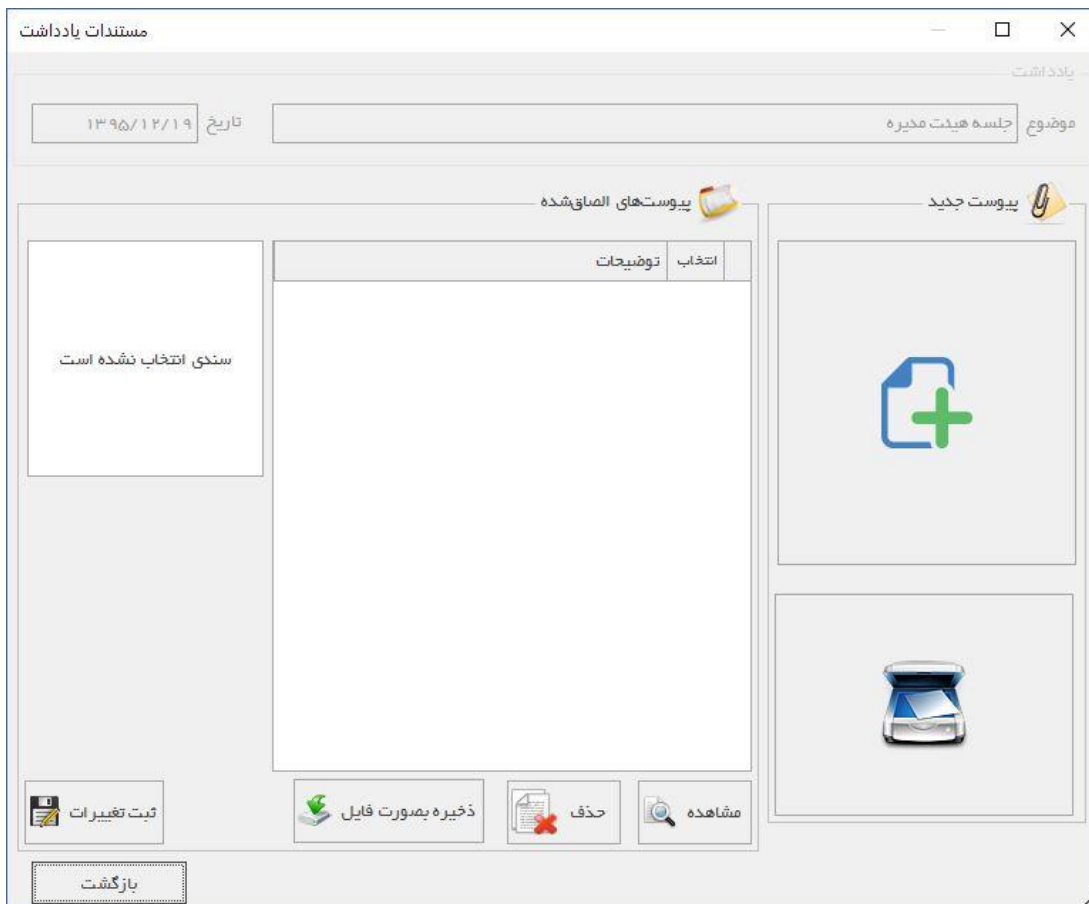 مستندات یادداشت
یادداشت
موضوع جلسه هیئت مدیره تاریخ ۱۳۹۵/۱۲/۱۹
پیوست جدید
پیوست‌های الصاق‌شده
انتخاب توضیحات
سندی انتخاب نشده است
مشاهده حذف ذخیره بصورت فایل ثبت تغییرات
بازگشت